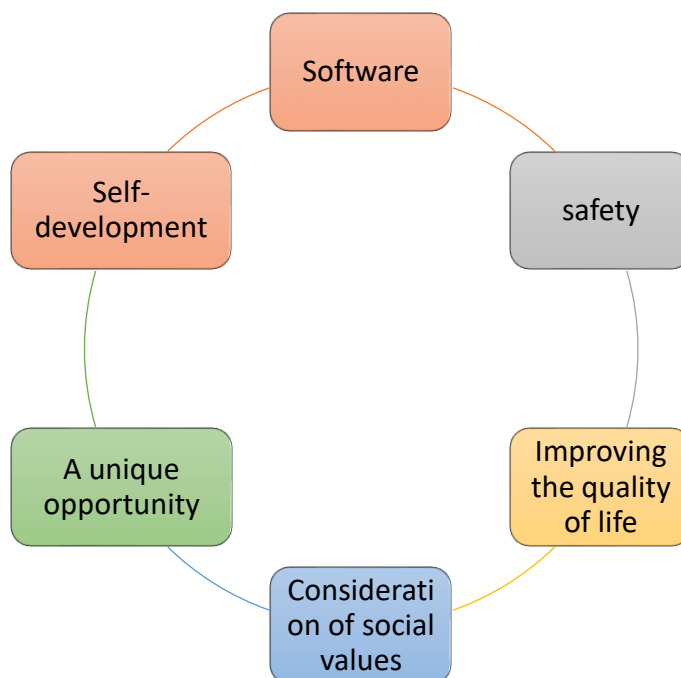 Software
safety
Improving
the quality
of life
Considerati
on of social
values
A unique
opportunity
Self-
development